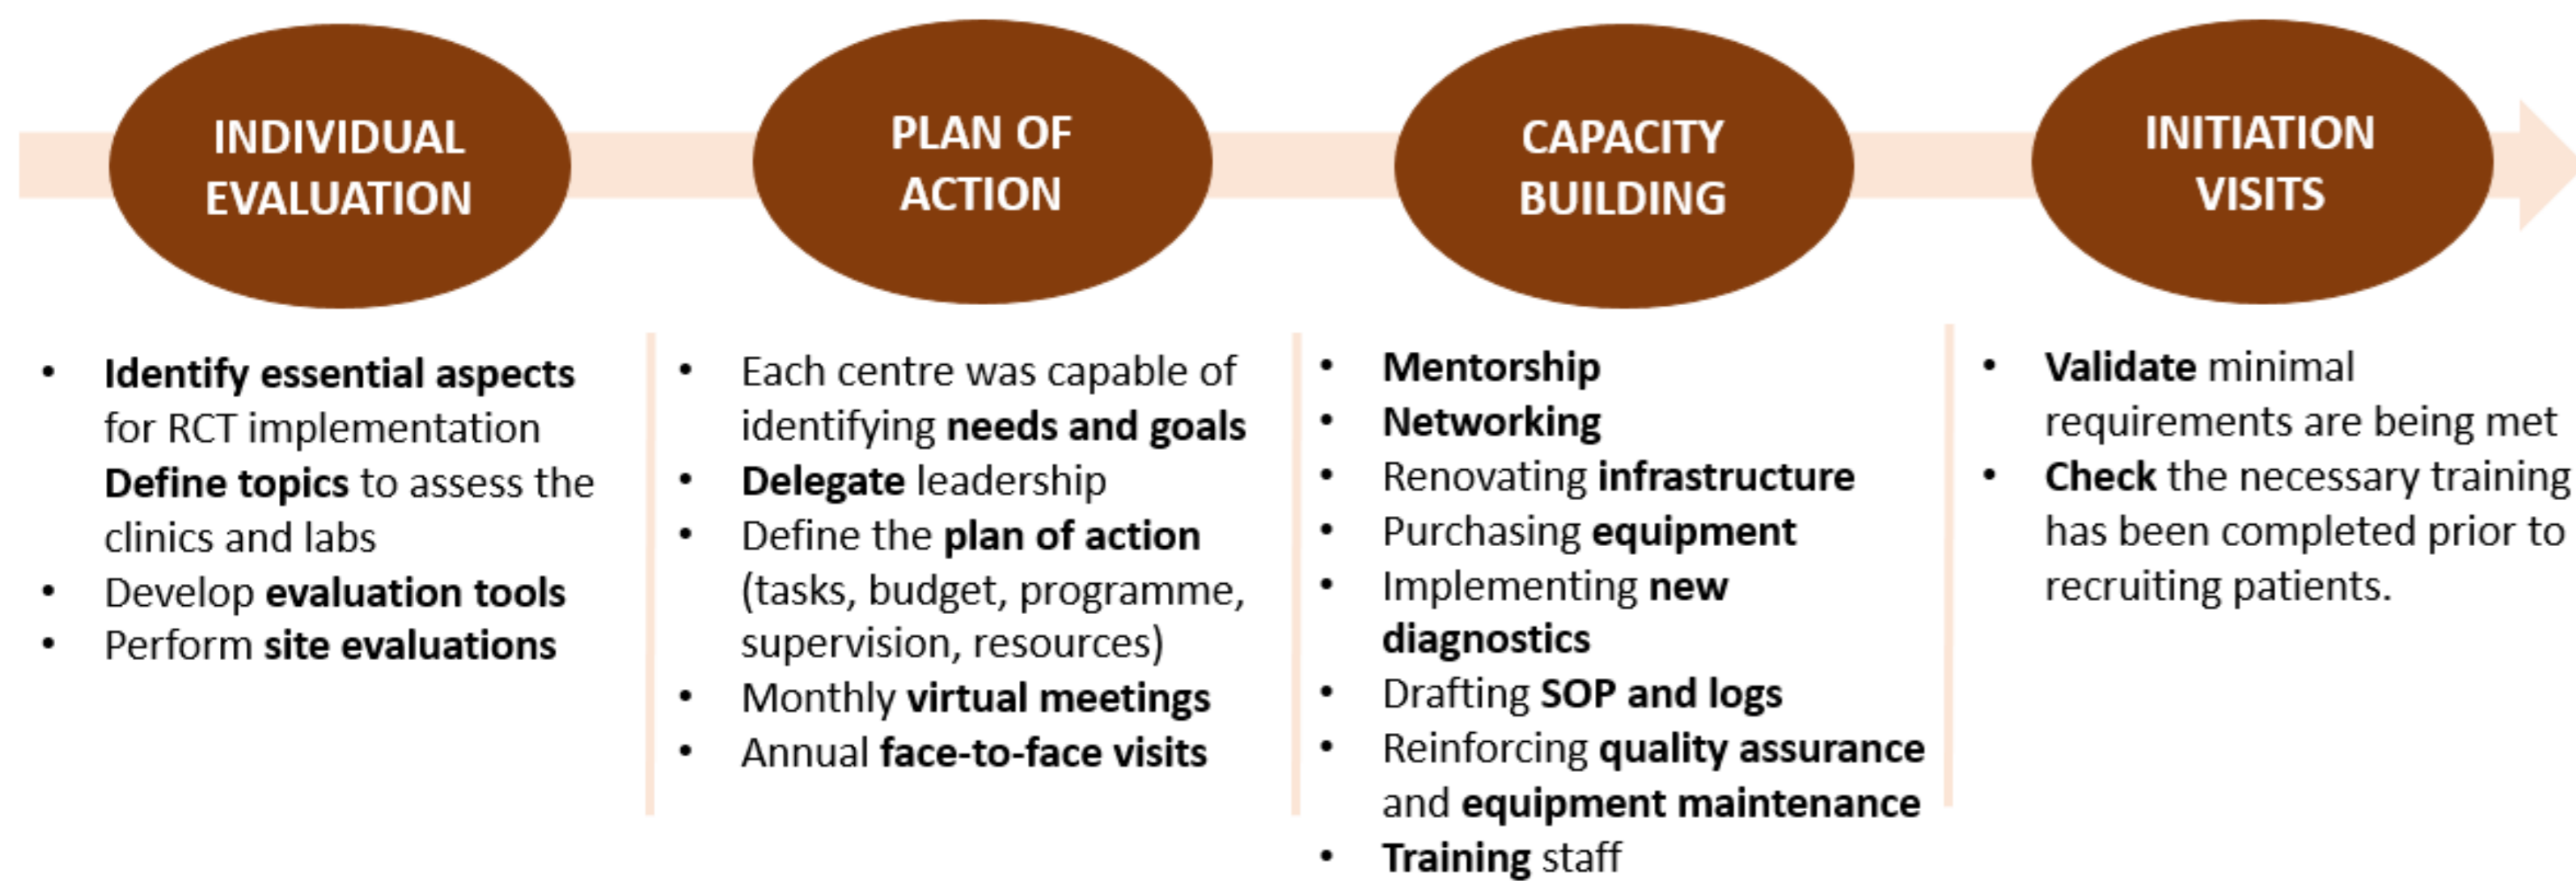 INDIVIDUAL
EVALUATION
• Identify essential aspects
for RCT implementation
Define topics to assess the
clinics and labs
• Develop evaluation tools
• Perform site evaluations
PLAN OF
ACTION
• Each centre was capable of
identifying needs and goals
• Delegate leadership
• Define the plan of action
(tasks, budget, programme,
supervision, resources)
• Monthly virtual meetings
• Annual face-to-face visits
CAPACITY
BUILDING
• Mentorship
• Networking
• Renovating infrastructure
• Purchasing equipment
• Implementing new
diagnostics
• Drafting SOP and logs
• Reinforcing quality assurance
and equipment maintenance
• Training staff
INITIATION
VISITS
• Validate minimal
requirements are being met
• Check the necessary training
has been completed prior to
recruiting patients.